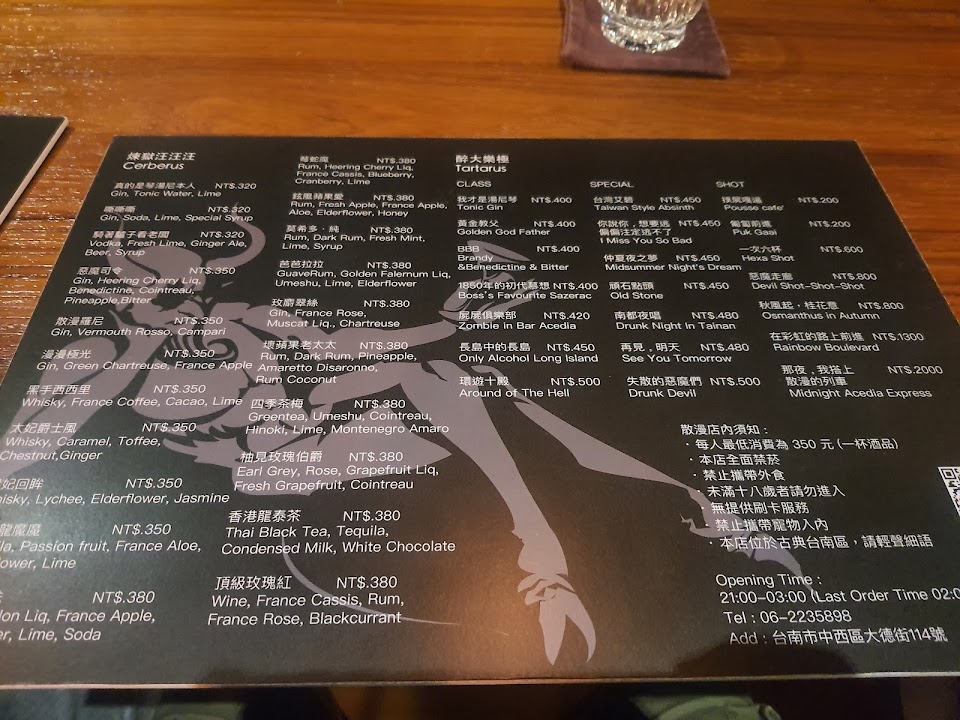 煉獄汪汪汪
Cerberus
真的是琴湯尼本人 NT$.320
Gin, Tonic Water, Lime
嘶嘶嘶 NT$.320
Gin, Soda, Lime, Special Syrup
騎著驢子看老闆 NT$.320
Vodka, Fresh Lime, Ginger Ale,
Beer, Syrup
惡魔司令 NT$.350
Gin, Heering Cherry Liq,
Benedictine, Cointreau,
Pineapple,Bitter
散漫羅尼 NT$.350
Gin, Vermouth Rosso, Campari
漫漫極光 NT$.350
Gin, Green Chartreuse, France Apple
黑手西西里 NT$.350
Whisky, France Coffee, Cacao, Lime
太妃爵士風 NT$.350
Whisky, Caramel, Toffee,
Chestnut,Ginger
妃回眸 NT$.350
isky, Lychee, Elderflower, Jasmine
龍魔魔 NT$.350
la, Passion fruit, France Aloe,
ower, Lime
NT$.380
lon Liq, France Apple,
er, Lime, Soda
莓蛇魔 NT$.380
Rum, Heering Cherry Liq,
France Cassis, Blueberry,
Cranberry, Lime
鉉風蘋果愛 NT$.380
Rum, Fresh Apple, France Apple,
Aloe, Elderflower, Honey
莫希多．純 NT$.380
Rum, Dark Rum, Fresh Mint,
Lime, Syrup
芭芭拉拉 NT$.380
GuaveRum, Golden Falernum Liq,
Umeshu, Lime, Elderflower
玫麝翠絲 NT$.380
Gin, France Rose,
Muscat Liq., Chartreuse
壞蘋果老太太 NT$.380
Rum, Dark Rum, Pineapple,
Amaretto Disaronno,
Rum Coconut
四季茶梅 NT$.380
Greentea, Umeshu, Cointreau,
Hinoki, Lime, Montenegro Amaro
柚見玫瑰伯爵 NT$.380
Earl Grey, Rose, Grapefruit Liq,
Fresh Grapefruit, Cointreau
香港龍泰茶 NT$.380
Thai Black Tea, Tequila,
Condensed Milk, White Chocolate
頂級玫瑰紅 NT$.380
Wine, France Cassis, Rum,
France Rose, Blackcurrant
醉大樂極
Tartarus
CLASS
我才是湯尼琴 NT$.400
Tonic Gin
黃金教父 NT$.400
Golden God Father
BBB NT$.400
Brandy
&Benedictine & Bitter
1850年的初代夢想 NT$.400
Boss's Favourite Sazerac
屍屍俱樂部 NT$.420
Zombie in Bar Acedia
長島中的長島 NT$.450
Only Alcohol Long Island
環遊十殿 NT$.500
Around of The Hell
SPECIAL
台灣艾碧 NT$.450
Taiwan Style Absinth
你說你，想要逃 NT$.450
偏偏注定逃不了
I Miss You So Bad
仲夏夜之夢 NT$.450
Midsummer Night's Dream
頑石點頭 NT$.450
Old Stone
南都夜唱 NT$.480
Drunk Night in Tainan
再見，明天 NT$.480
See You Tomorrow
失散的惡魔們 NT$.500
Drunk Devil
SHOT
撲屍嘎逼 NT$.200
Pousse cafe'
葡萄前進 NT$.200
Puk Gaai
一次六杯 NT$.600
Hexa Shot
惡魔走廊 NT$.800
Devil Shot-Shot-Shot
秋風起，桂花意 NT$.800
Osmanthus in Autumn
在彩虹的路上前進 NT$.1300
Rainbow Boulevard
那夜，我搭上 NT$.2000
散漫的列車
Midnight Acedia Express
散漫店內須知：
・每人最低消費為 350 元 (一杯酒品)
・本店全面禁菸
・禁止攜帶外食
・未滿十八歲者請勿進入
・無提供刷卡服務
・禁止攜帶寵物入內
・本店位於古典台南區，請輕聲細語
Opening Time :
21:00-03:00 (Last Order Time 02:0
Tel : 06-2235898
Add : 台南市中西區大德街114號